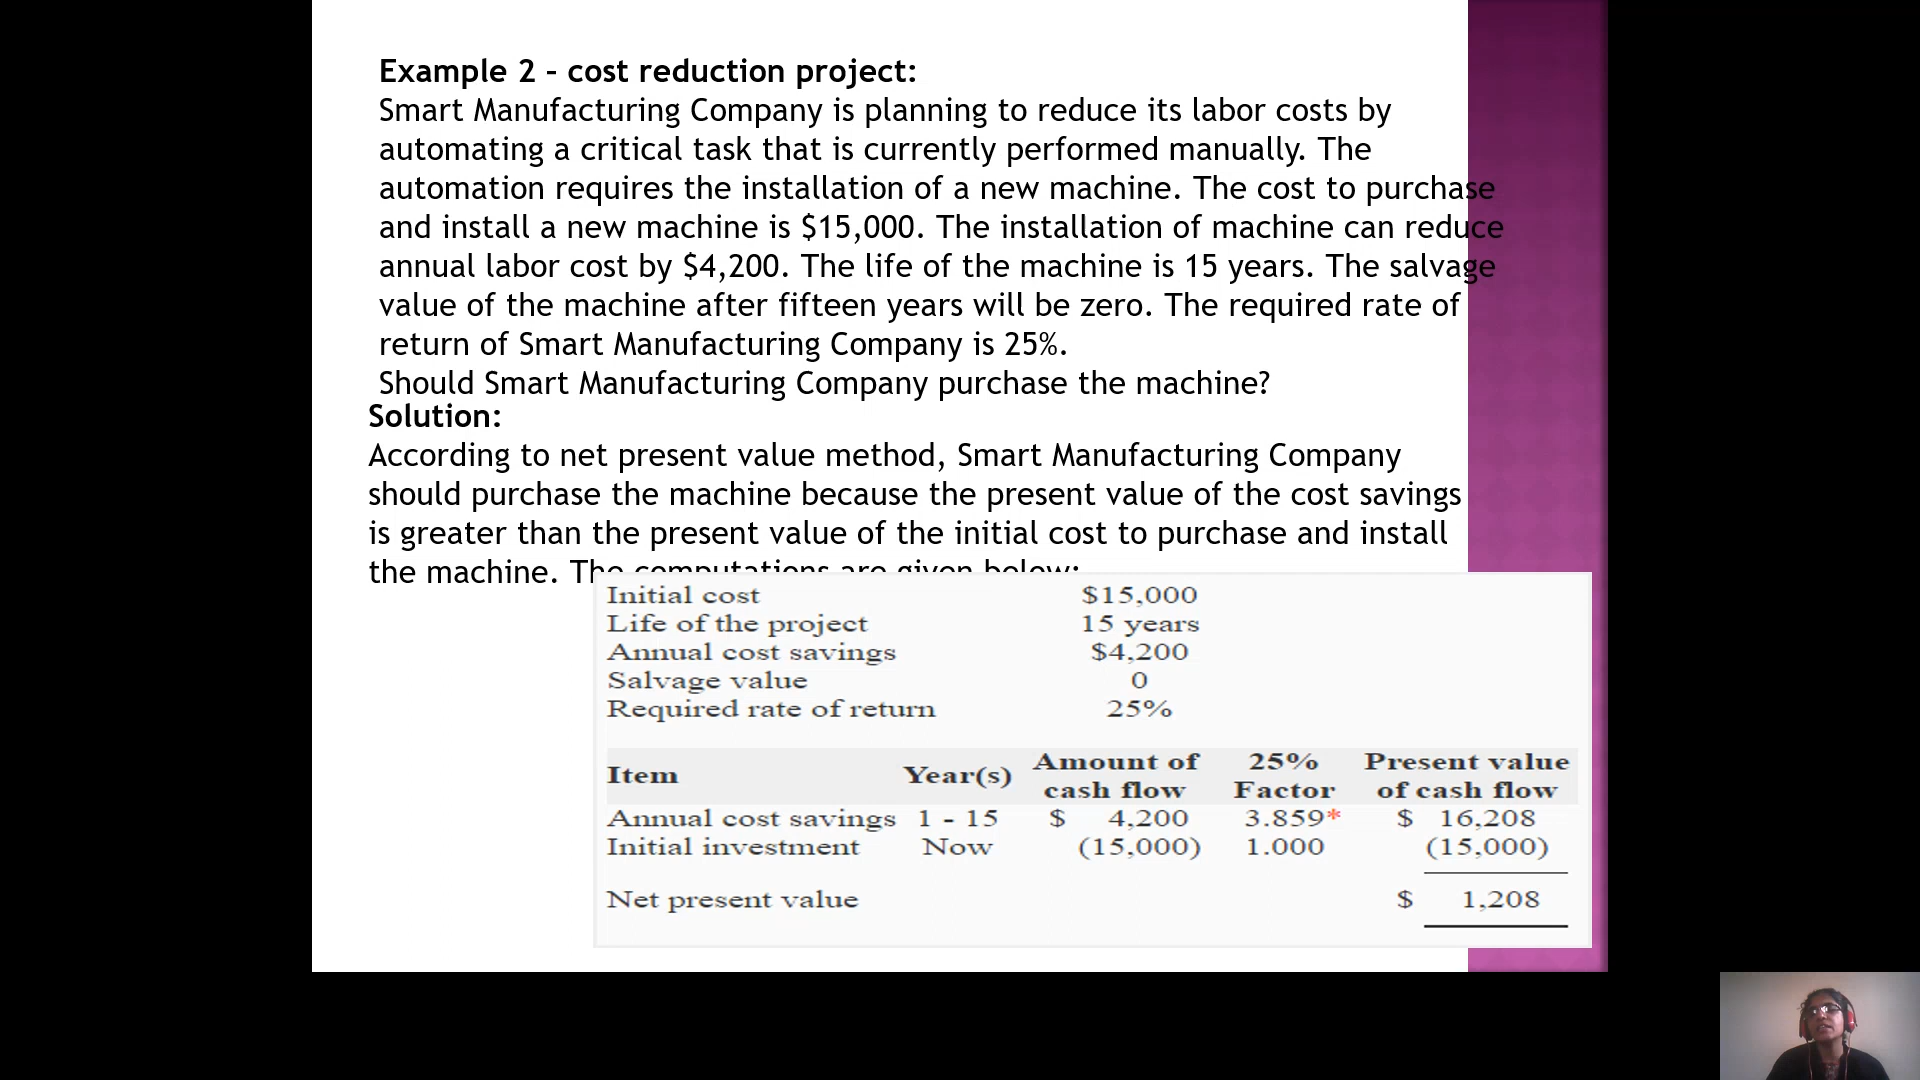 Example 2 – cost reduction project:
Smart Manufacturing Company is planning to reduce its labor costs by
automating a critical task that is currently performed manually. The
automation requires the installation of a new machine. The cost to purchase
and install a new machine is $15,000. The installation of machine can reduce
annual labor cost by $4,200. The life of the machine is 15 years. The salvage
value of the machine after fifteen years will be zero. The required rate of
return of Smart Manufacturing Company is 25%.
Should Smart Manufacturing Company purchase the machine?
Solution:
According to net present value method, Smart Manufacturing Company
should purchase the machine because the present value of the cost savings
is greater than the present value of the initial cost to purchase and install
the machine. The computations are given below:
Initial cost $15,000
Life of the project 15 years
Annual cost savings $4,200
Salvage value 0
Required rate of return 25%
Item Year(s) Amount of cash flow 25% Factor Present value of cash flow
Annual cost savings 1 - 15 $ 4,200 3.859* $ 16,208
Initial investment Now (15,000) 1.000 (15,000)
Net present value $ 1,208